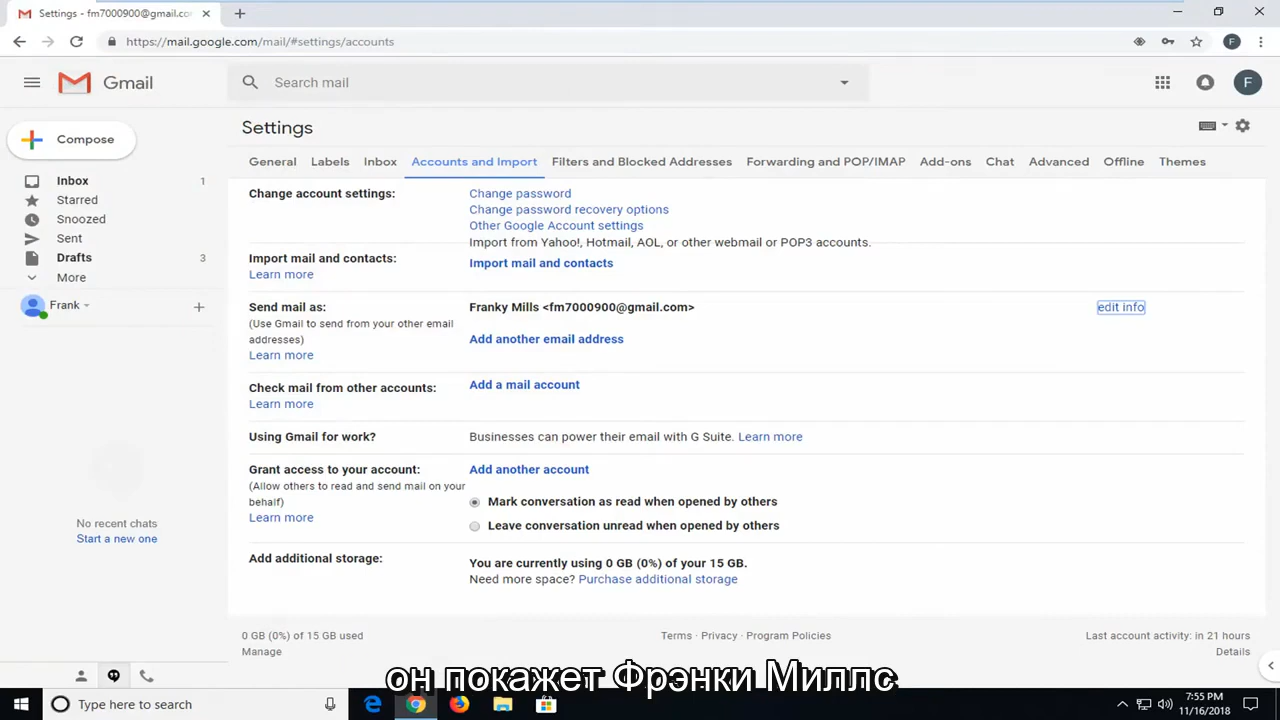 Settings - fm7000900@gmail.co
https://mail.google.com/mail/#settings/accounts
F
Gmail
Search mail
F
Settings
Compose
General Labels Inbox Accounts and Import Filters and Blocked Addresses Forwarding and POP/IMAP Add-ons Chat Advanced Offline Themes
Inbox 1
Starred
Snoozed
Sent
Drafts 3
More
Frank
No recent chats
Start a new one
Change account settings:
Change password
Change password recovery options
Other Google Account settings
Import from Yahoo!, Hotmail, AOL, or other webmail or POP3 accounts.
Import mail and contacts:
Learn more
Import mail and contacts
Send mail as:
(Use Gmail to send from your other email
addresses)
Learn more
Franky Mills <fm7000900@gmail.com>
edit info
Add another email address
Check mail from other accounts:
Learn more
Add a mail account
Using Gmail for work?
Businesses can power their email with G Suite. Learn more
Grant access to your account:
(Allow others to read and send mail on your
behalf)
Learn more
Add another account
Mark conversation as read when opened by others
Leave conversation unread when opened by others
Add additional storage:
You are currently using 0 GB (0%) of your 15 GB.
Need more space? Purchase additional storage
0 GB (0%) of 15 GB used
Manage
Terms · Privacy · Program Policies
Last account activity: in 21 hours
Details
он покажет Фрэнки Миллс
Type here to search
7:55 PM
11/16/2018